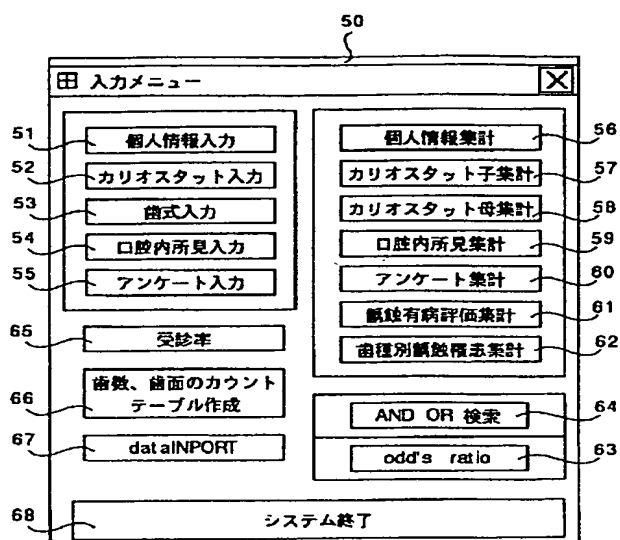 50
入力メニュー
51
個人情報入力
52
カリオスタット入力
53
歯式入力
54
口腔内所見入力
55
アンケート入力
65
受診率
66
歯数、歯面のカウント
テーブル作成
67
dataINPORT
68
システム終了
個人情報集計
56
カリオスタット子集計
57
カリオスタット母集計
58
口腔内所見集計
59
アンケート集計
60
齲蝕有病評価集計
61
歯種別齲蝕罹患集計
62
AND OR 検索
64
odd's ratio
63